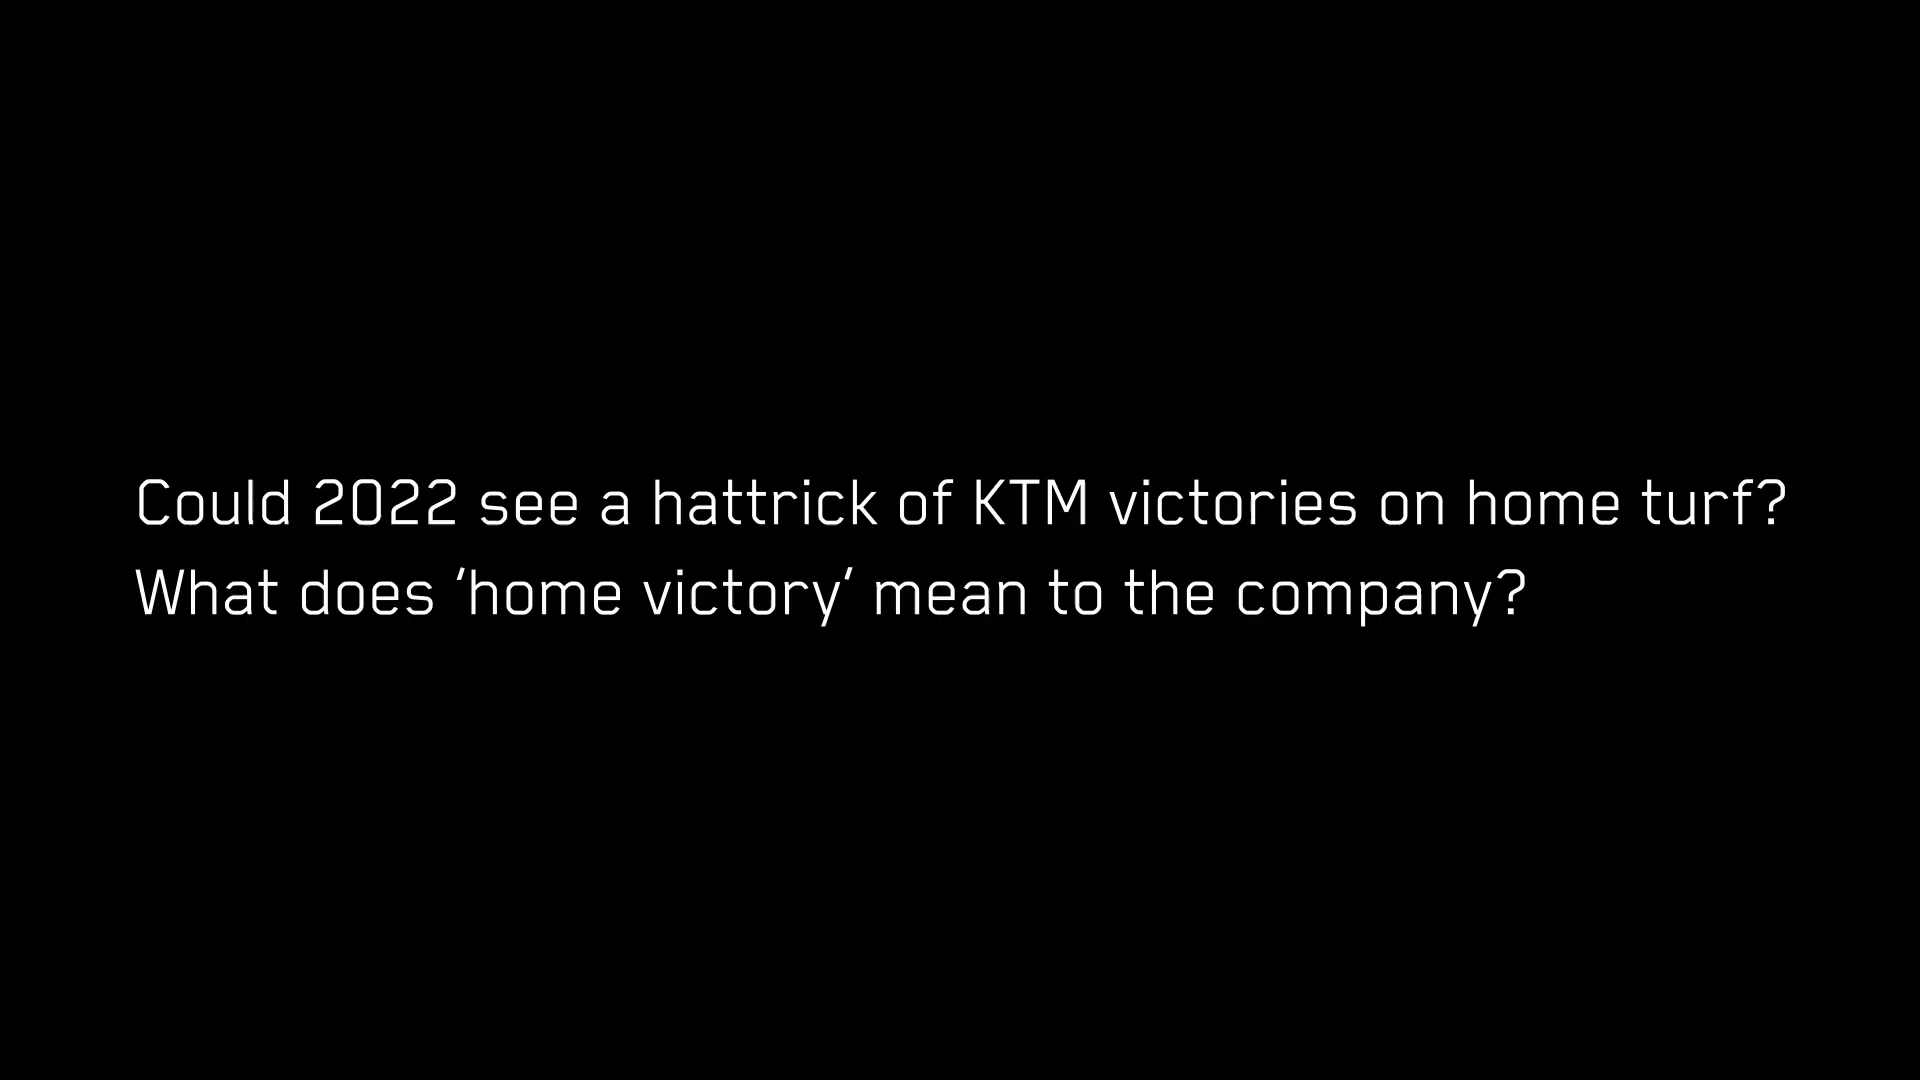 Could 2022 see a hattrick of KTM victories on home turf?
What does ‘home victory‘ mean to the company?